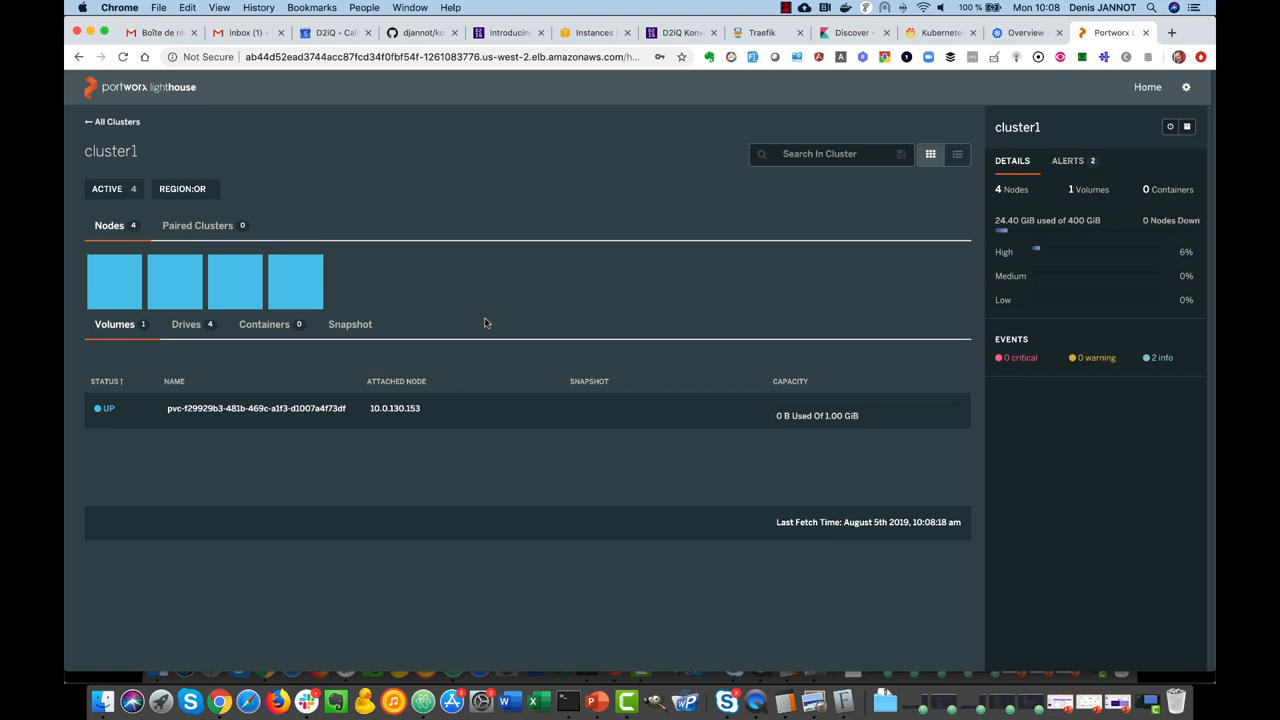 Chrome File Edit View History Bookmarks People Window Help 100 % Mon 10:08 Denis JANNOT
Boîte de ré Inbox (1) - D2iQ – Cal djannot/kon Introducing Instances | D2iQ Konv Traefik Discover - Kubernetes Overview - Portworx L
Not Secure ab44d52ead3744acc87fcd34f0fbf54f-1261083776.us-west-2.elb.amazonaws.com/h...
portworx lighthouse Home
← All Clusters
cluster1
Search In Cluster
ACTIVE 4 REGION:OR
Nodes 4 Paired Clusters 0
Volumes 1 Drives 4 Containers 0 Snapshot
STATUS↑ NAME ATTACHED NODE SNAPSHOT CAPACITY
UP pvc-f29929b3-481b-469c-a1f3-d1007a4f73df 10.0.130.153 0 B Used Of 1.00 GiB
Last Fetch Time: August 5th 2019, 10:08:18 am
cluster1
DETAILS ALERTS 2
4 Nodes 1 Volumes 0 Containers
24.40 GiB used of 400 GiB 0 Nodes Down
High 6%
Medium 0%
Low 0%
EVENTS
0 critical 0 warning 2 info